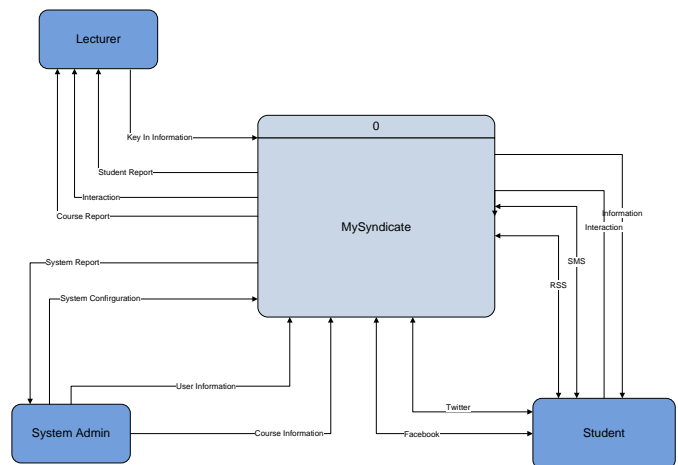 Lecturer
0
Key In Information
Student Report
Interaction
Course Report
MySyndicate
Information
Interaction
SMS
RSS
System Report
System Confirguration
User Information
Twitter
Course Information
Facebook
System Admin
Student